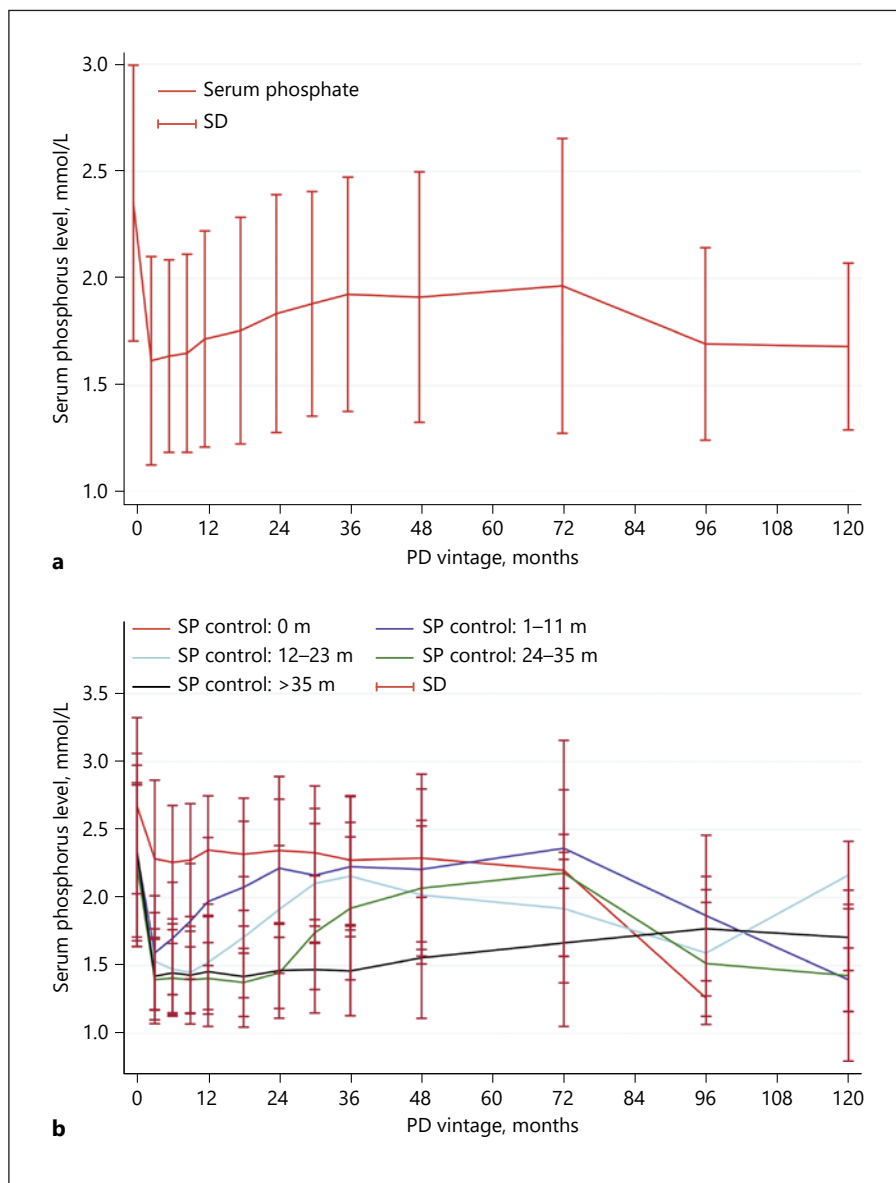 3.0
Serum phosphate
SD
2.5
2.0
1.5
1.0
Serum phosphorus level, mmol/L
0 12 24 36 48 60 72 84 96 108 120
PD vintage, months
a
SP control: 0 m SP control: 1–11 m
SP control: 12–23 m SP control: 24–35 m
SP control: >35 m SD
3.5
3.0
2.5
2.0
1.5
1.0
Serum phosphorus level, mmol/L
0 12 24 36 48 60 72 84 96 108 120
PD vintage, months
b